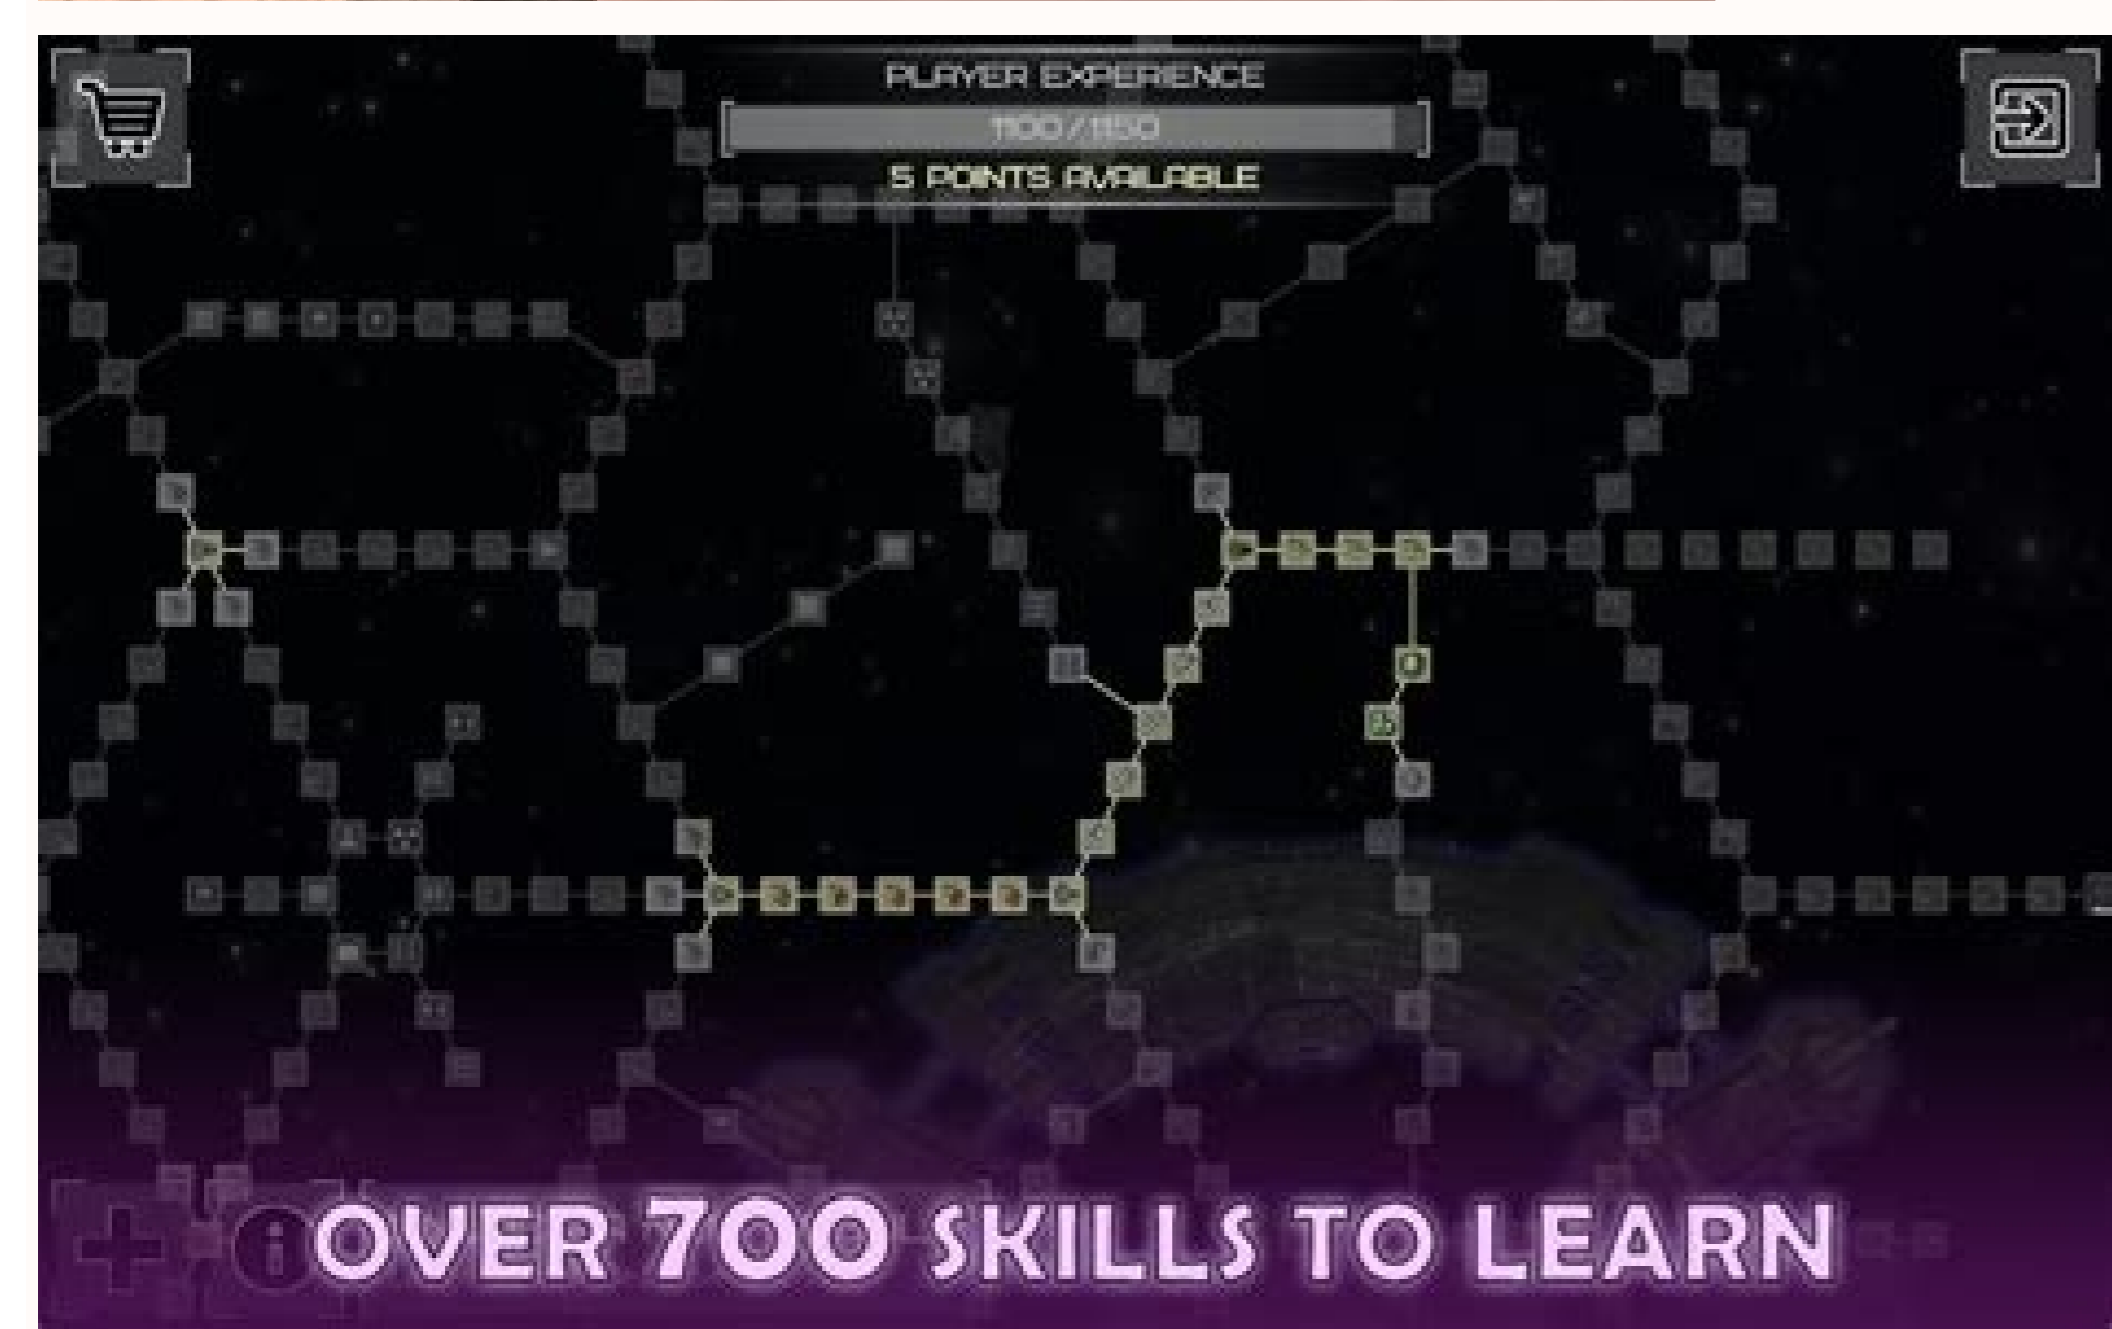 PLAYER EXPERIENCE
1100/1150
5 POINTS AVAILABLE
OVER 700 SKILLS TO LEARN